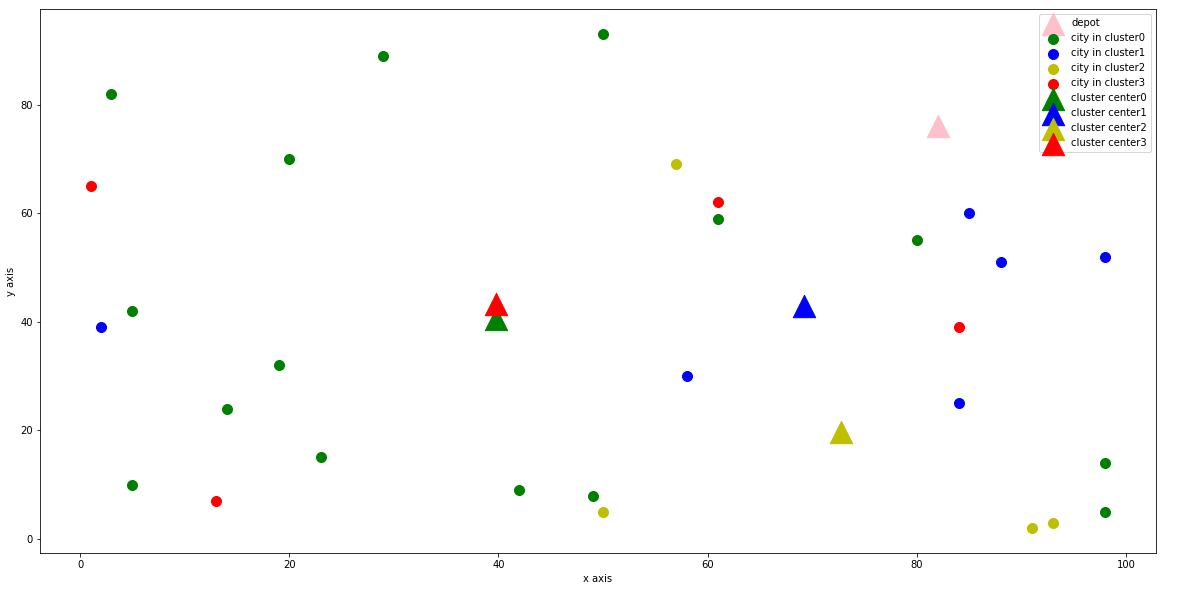 depot
city in cluster0
city in cluster1
city in cluster2
city in cluster3
cluster center0
cluster center1
cluster center2
cluster center3
80
60
40
20
0
y axis
0 20 40 60 80 100
x axis